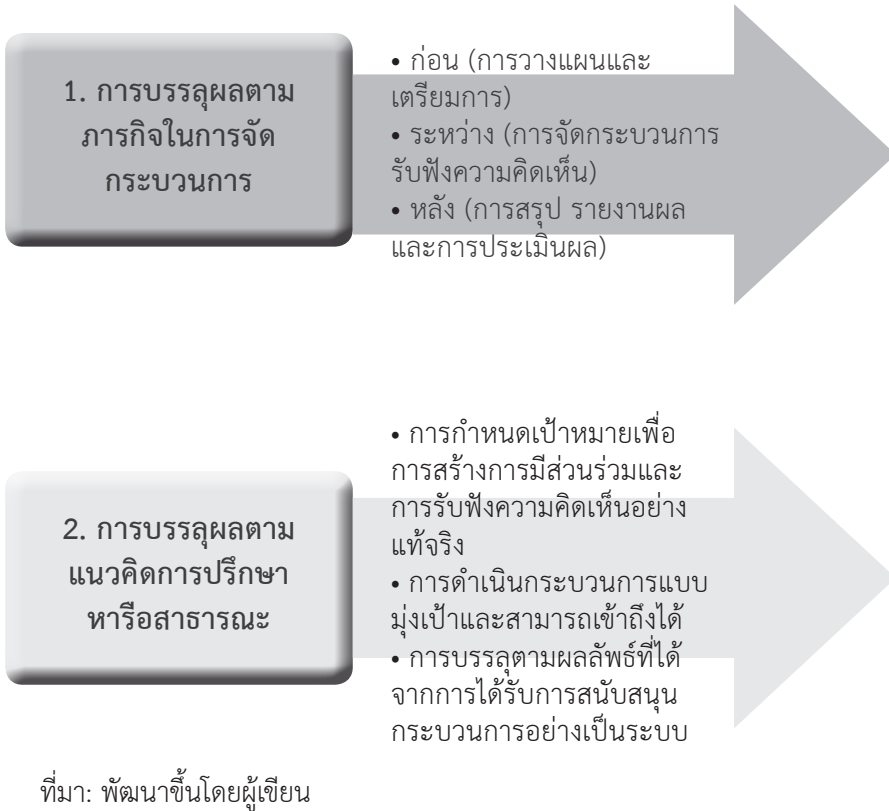 1. การบรรลุผลตาม
ภารกิจในการจัด
กระบวนการ
• ก่อน (การวางแผนและ
เตรียมการ)
• ระหว่าง (การจัดกระบวนการ
รับฟังความคิดเห็น)
• หลัง (การสรุป รายงานผล
และการประเมินผล)
2. การบรรลุผลตาม
แนวคิดการปรึกษา
หารือสาธารณะ
• การกำหนดเป้าหมายเพื่อ
การสร้างการมีส่วนร่วมและ
การรับฟังความคิดเห็นอย่าง
แท้จริง
• การดำเนินกระบวนการแบบ
มุ่งเป้าและสามารถเข้าถึงได้
• การบรรลุตามผลลัพธ์ที่ได้
จากการได้รับการสนับสนุน
กระบวนการอย่างเป็นระบบ
ที่มา: พัฒนาขึ้นโดยผู้เขียน